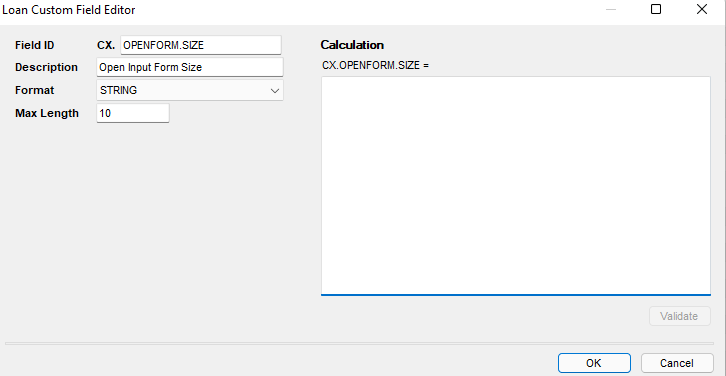 Loan Custom Field Editor
Field ID CX. OPENFORM.SIZE
Description Open Input Form Size
Format STRING
Max Length 10
Calculation
CX.OPENFORM.SIZE =
Validate
OK Cancel